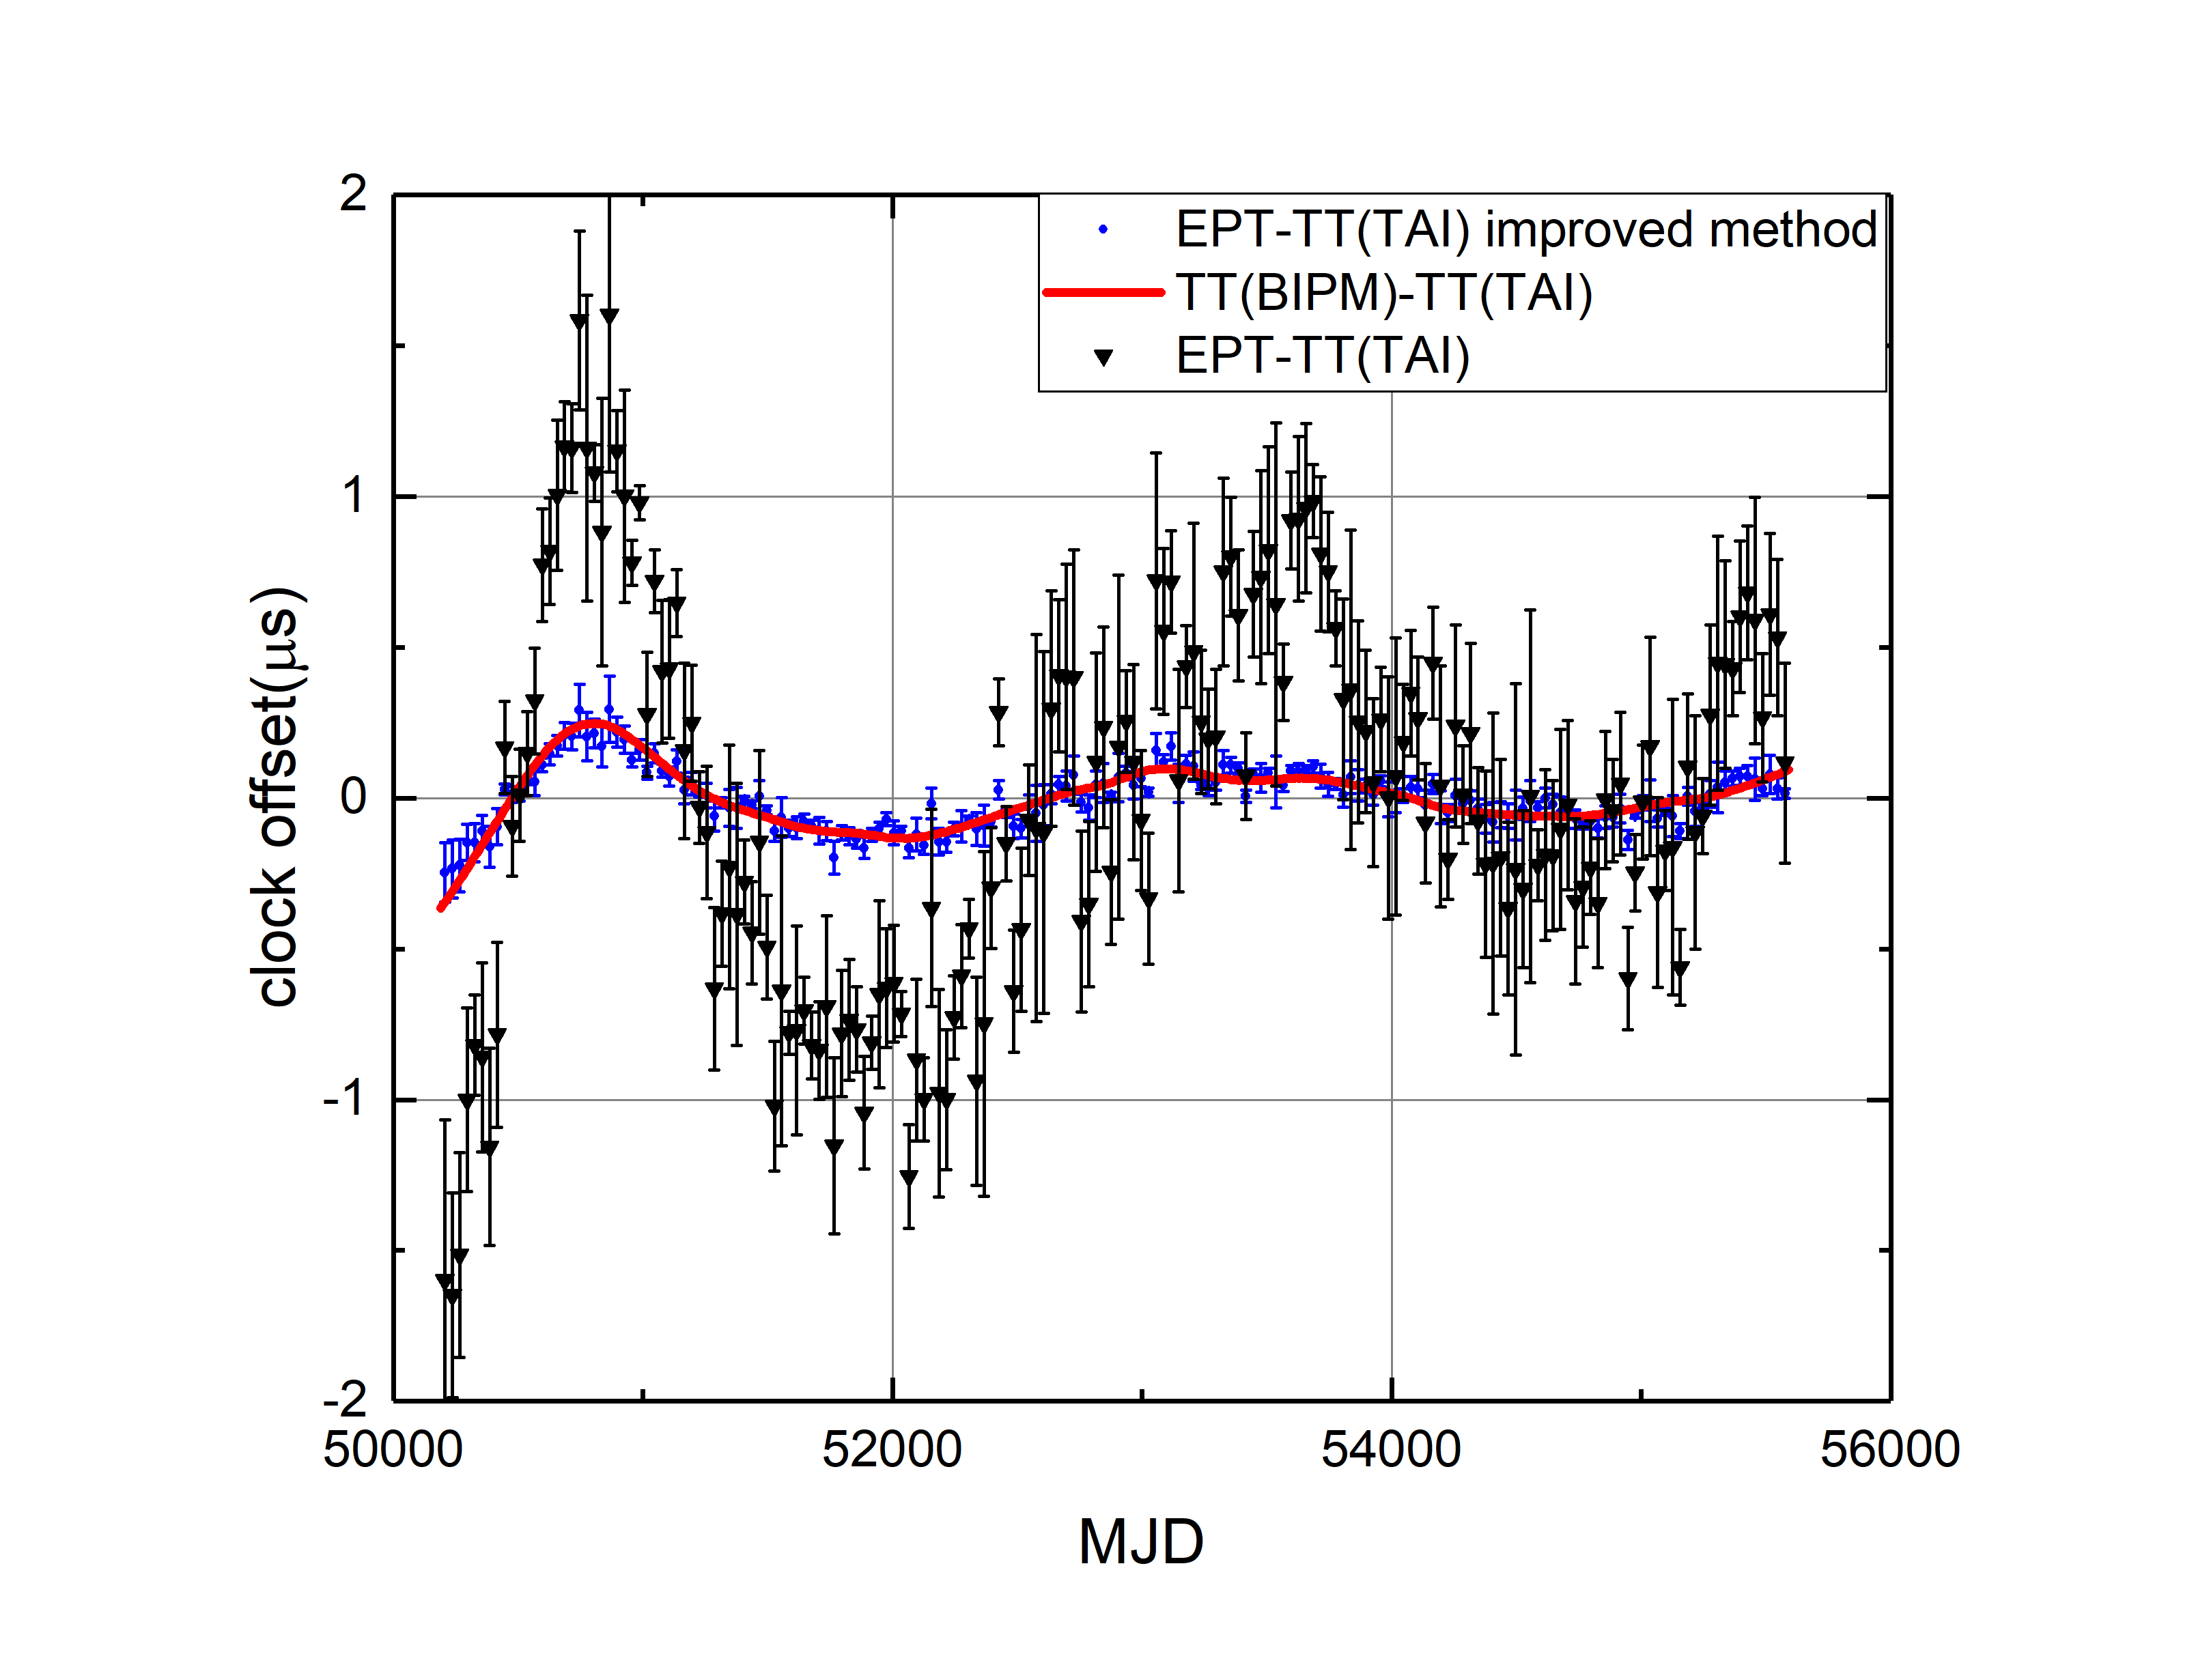 2
1
0
-1
-2
clock offset(μs)
EPT-TT(TAI) improved method
TT(BIPM)-TT(TAI)
EPT-TT(TAI)
50000 52000 54000 56000
MJD